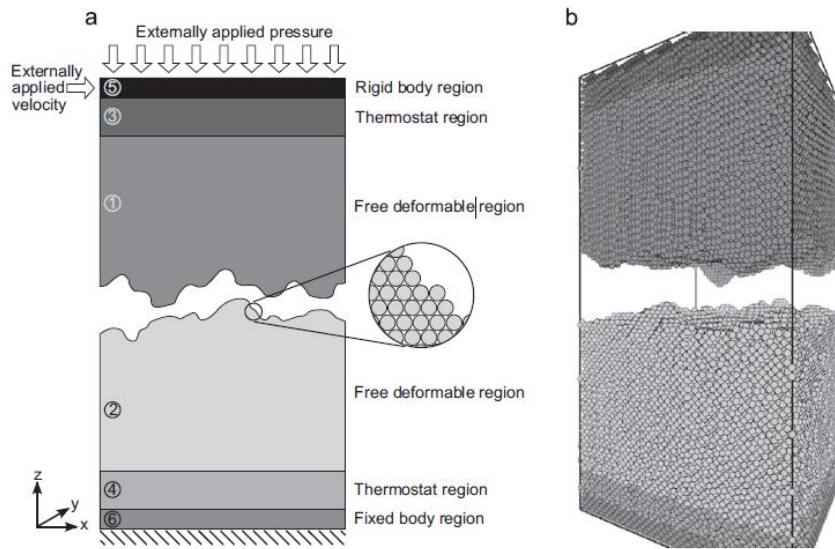 a
b
Externally applied pressure
Externally
applied
velocity
⑤
Rigid body region
③
Thermostat region
①
Free deformable region
②
Free deformable region
④
Thermostat region
⑥
Fixed body region
z
y
x